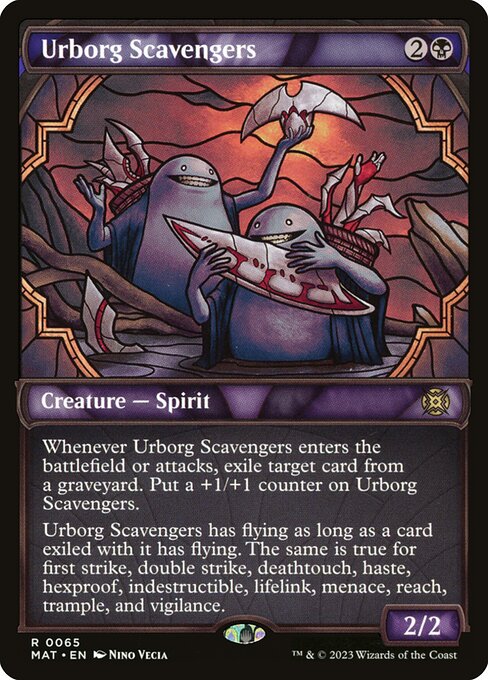 Urborg Scavengers 2
Creature — Spirit
Whenever Urborg Scavengers enters the
battlefield or attacks, exile target card from
a graveyard. Put a +1/+1 counter on Urborg
Scavengers.
Urborg Scavengers has flying as long as a card
exiled with it has flying. The same is true for
first strike, double strike, deathtouch, haste,
hexproof, indestructible, lifelink, menace, reach,
trample, and vigilance.
2/2
R 0065
MAT • EN Nino Vecia
™ & © 2023 Wizards of the Coast